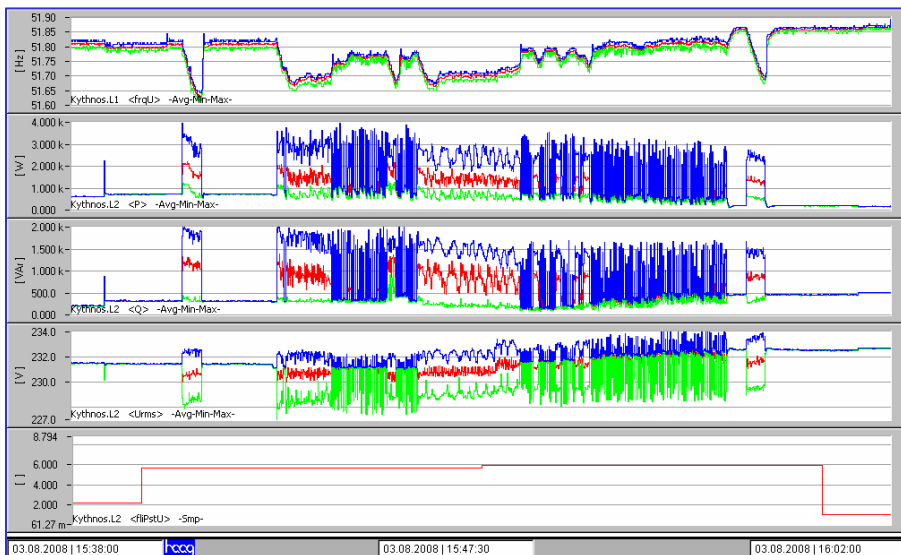 51.90
51.85
51.80
51.75
51.70
51.65
51.60
[Hz]
Kythnos.L1 <frqU> -Avg-Min-Max-
4.000 k
3.000 k
2.000 k
1.000 k
0.000
[W]
Kythnos.L2 <P> -Avg-Min-Max-
2.000 k
1.500 k
1.000 k
500.0
0.000
[VAr]
Kythnos.L2 <Q> -Avg-Min-Max-
234.0
232.0
230.0
227.0
[V]
Kythnos.L2 <Urms> -Avg-Min-Max-
8.794
6.000
4.000
2.000
61.27 m
[ ]
Kythnos.L2 <fliPstU> -Smp-
03.08.2008 | 15:38:00
haag
03.08.2008 | 15:47:30
03.08.2008 | 16:02:00